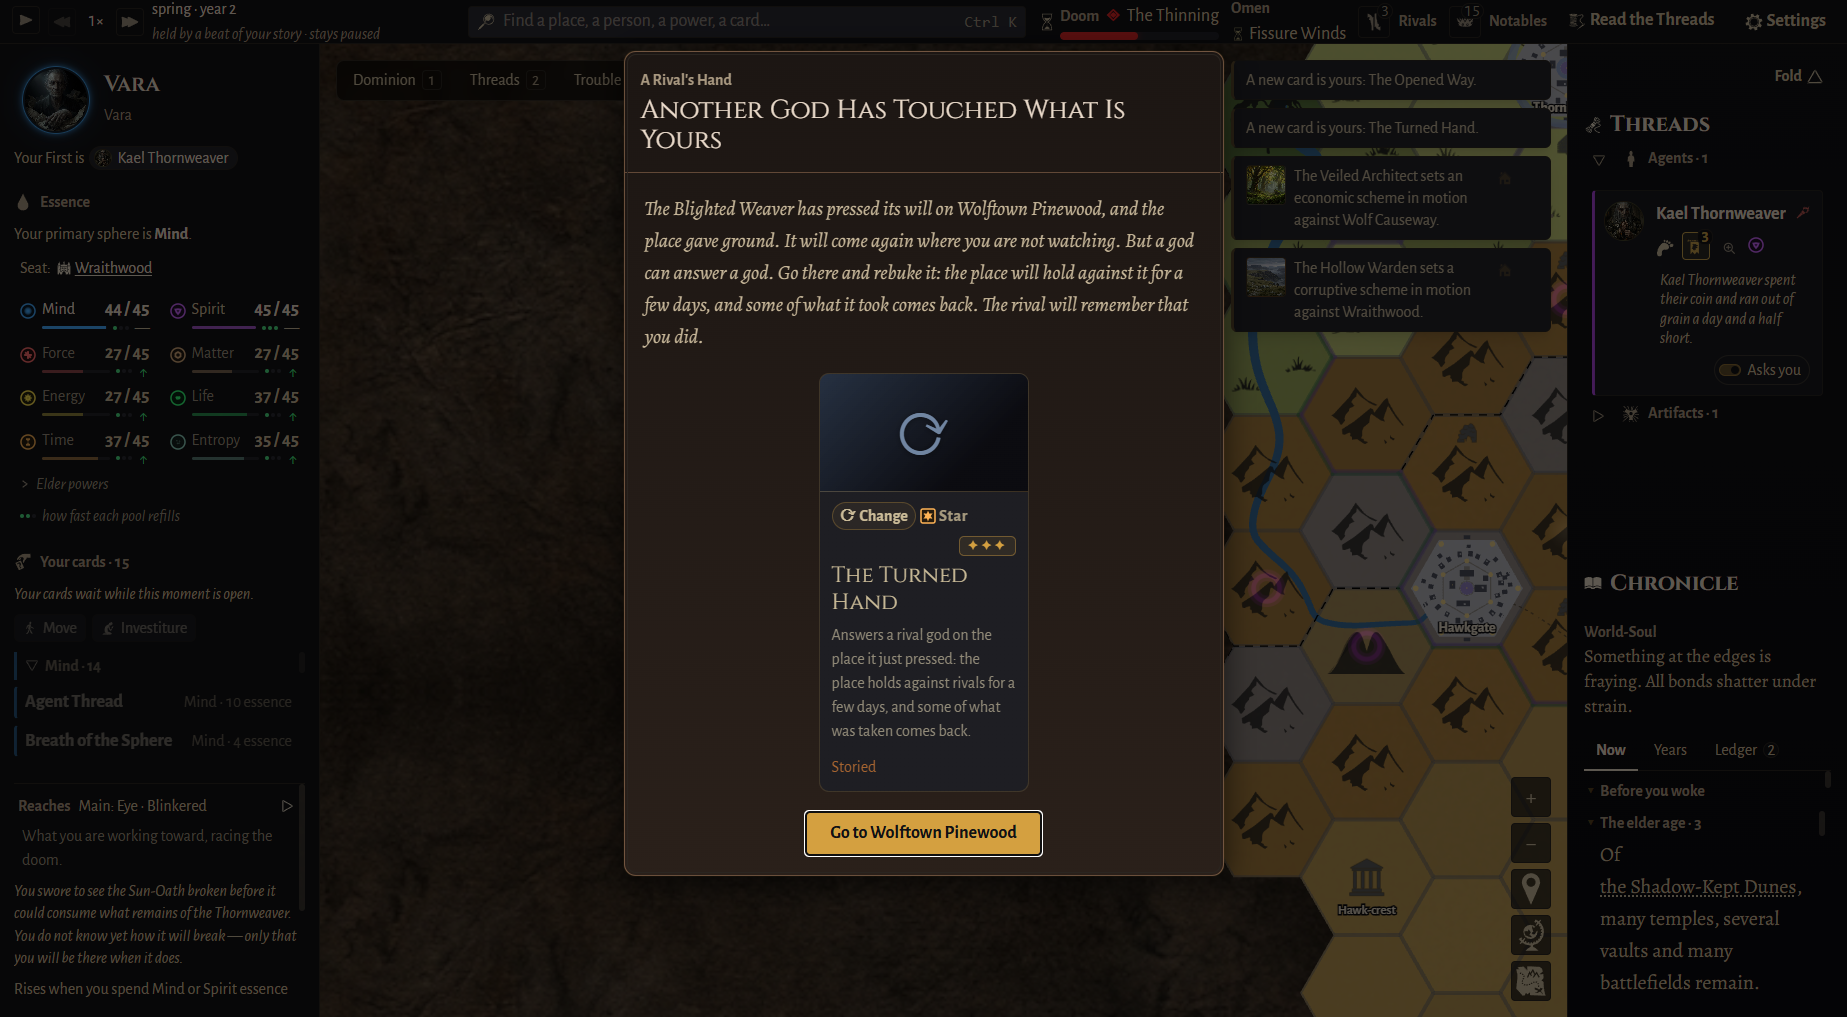 1×
spring · year 2
held by a beat of your story · stays paused
Find a place, a person, a power, a card...
Ctrl K
Doom
The Thinning
Omen
Fissure Winds
3
Rivals
15
Notables
Read the Threads
Settings
Vara
Vara
Your First is
Kael Thornweaver
Essence
Your primary sphere is Mind.
Seat:
Wraithwood
Mind 44/45
Spirit 45/45
Force 27/45
Matter 27/45
Energy 27/45
Life 37/45
Time 37/45
Entropy 35/45
> Elder powers
how fast each pool refills
Your cards · 15
Your cards wait while this moment is open.
Move
Investiture
Mind · 14
Agent Thread
Mind · 10 essence
Breath of the Sphere
Mind · 4 essence
Reaches
Main: Eye · Blinkered
What you are working toward, racing the
doom.
You swore to see the Sun-Oath broken before it
could consume what remains of the Thornweaver.
You do not know yet how it will break — only that
you will be there when it does.
Rises when you spend Mind or Spirit essence
Dominion 1
Threads 2
Trouble
A Rival's Hand
Another God Has Touched What Is
Yours
The Blighted Weaver has pressed its will on Wolftown Pinewood, and the
place gave ground. It will come again where you are not watching. But a god
can answer a god. Go there and rebuke it: the place will hold against it for a
few days, and some of what it took comes back. The rival will remember that
you did.
Change
Star
The Turned
Hand
Answers a rival god on the
place it just pressed: the
place holds against rivals for a
few days, and some of what
was taken comes back.
Storied
Go to Wolftown Pinewood
A new card is yours: The Opened Way.
A new card is yours: The Turned Hand.
The Veiled Architect sets an
economic scheme in motion
against Wolf Causeway.
The Hollow Warden sets a
corruptive scheme in motion
against Wraithwood.
Hawkgate
Hawk-crest
+
−
Fold
Threads
Agents · 1
Kael Thornweaver
3
Kael Thornweaver spent
their coin and ran out of
grain a day and a half
short.
Asks you
Artifacts · 1
Chronicle
World-Soul
Something at the edges is
fraying. All bonds shatter under
strain.
Now
Years
Ledger 2
Before you woke
The elder age · 3
Of
the Shadow-Kept Dunes,
many temples, several
vaults and many
battlefields remain.